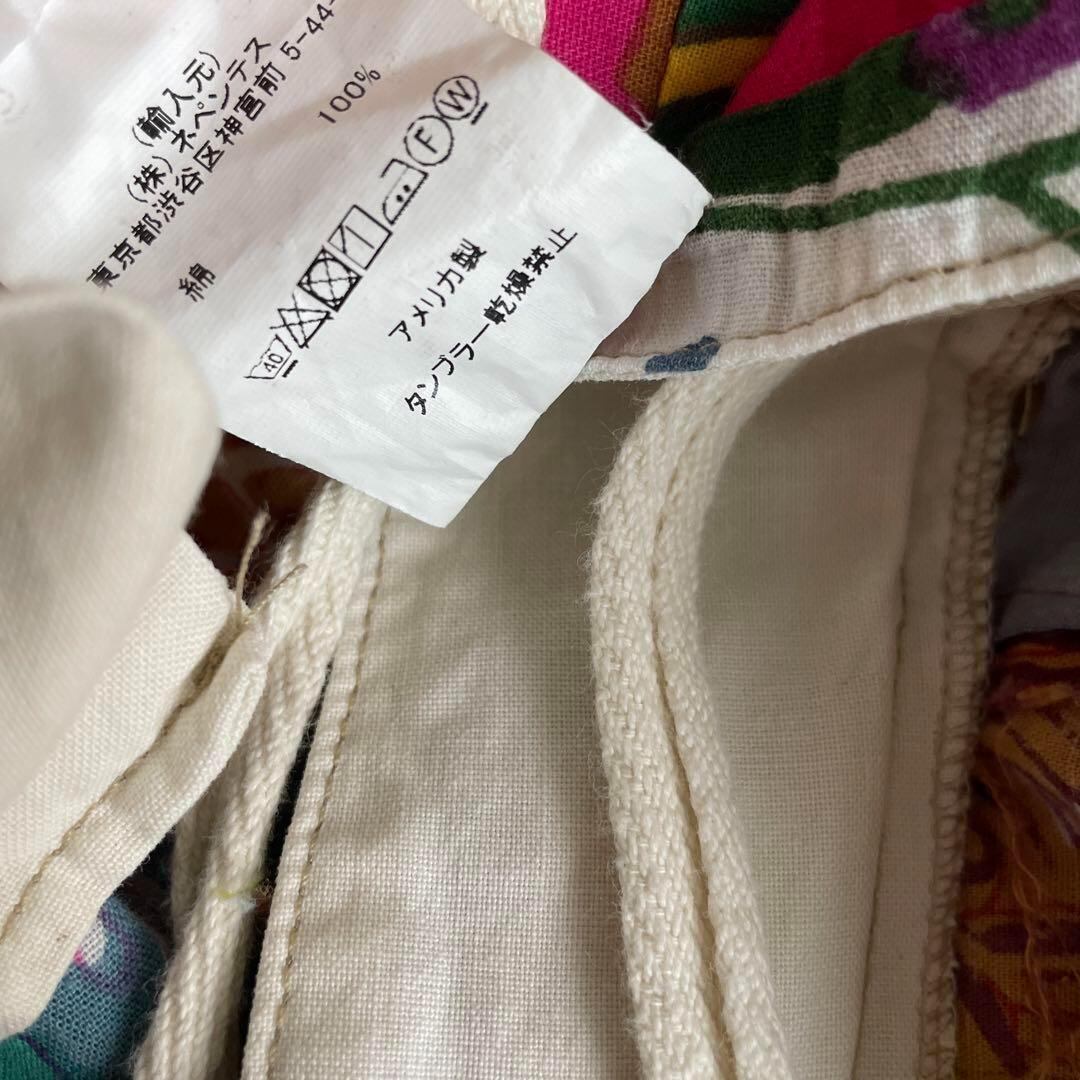 (輸入元)
(株)ネペンテス
東京都渋谷区神宮前 5-44-
綿 100%
40 F W
アメリカ製
タンブラー乾燥禁止